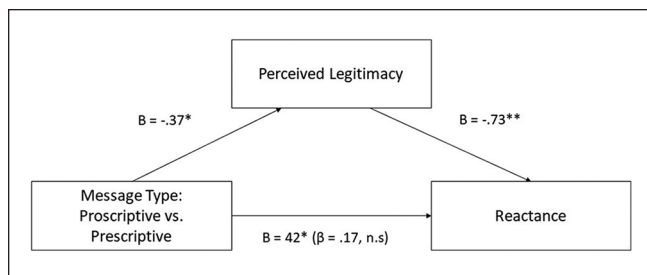 Perceived Legitimacy
B = -.37*
B = -.73**
Message Type:
Proscriptive vs.
Prescriptive
Reactance
B = 42* (β = .17, n.s)